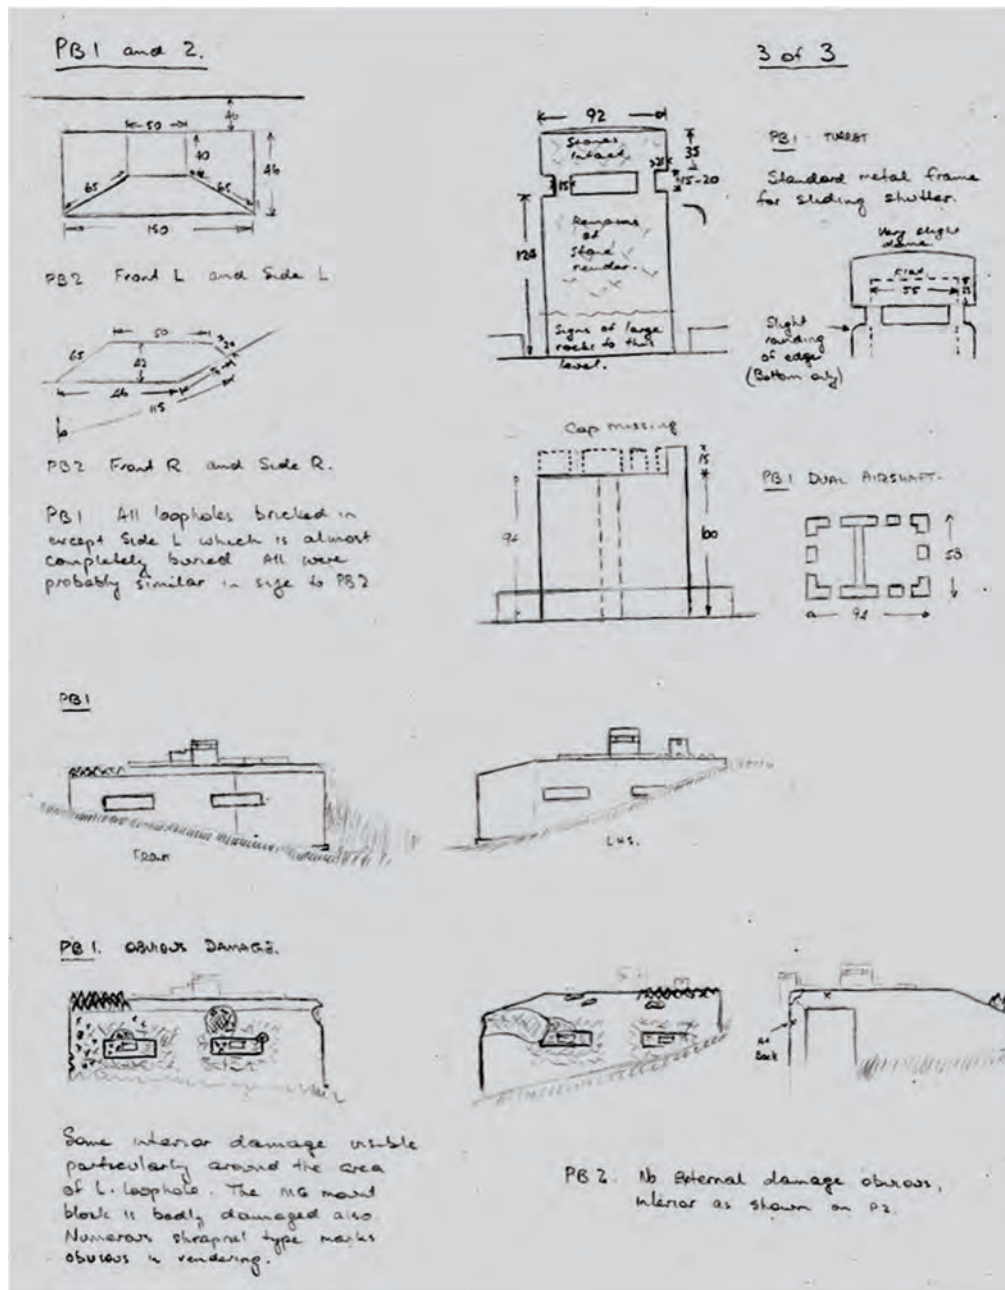 PB1 and 2.
3 of 3
50
40
40
46
65
65
150
PB2 Front L and Side L
50
65
42
20
46
115
PB2 Front R and Side R.
PB1 All loopholes bricked in
except Side L which is almost
completely buried All were
probably similar in size to PB2
92
Stones
intact
35
15
15-20
124
Remains
of
stone
render.
Signs of large
rocks to this
level.
PB1 TURRET
Standard metal frame
for sliding shutter.
Very slight
dome
Flat
55
Slight
rounding
of edge
(Bottom only)
Cap missing
15
94
100
PB1 DUAL AIRSHAFT.
53
94
PB1
FRONT
LHS.
PB1. OBVIOUS DAMAGE.
At
Back
Some interior damage visible
particularly around the area
of L. loophole. The MG mount
block is badly damaged also
Numerous shrapnel type marks
obvious in rendering.
PB2. No External damage obvious,
interior as shown on P2.